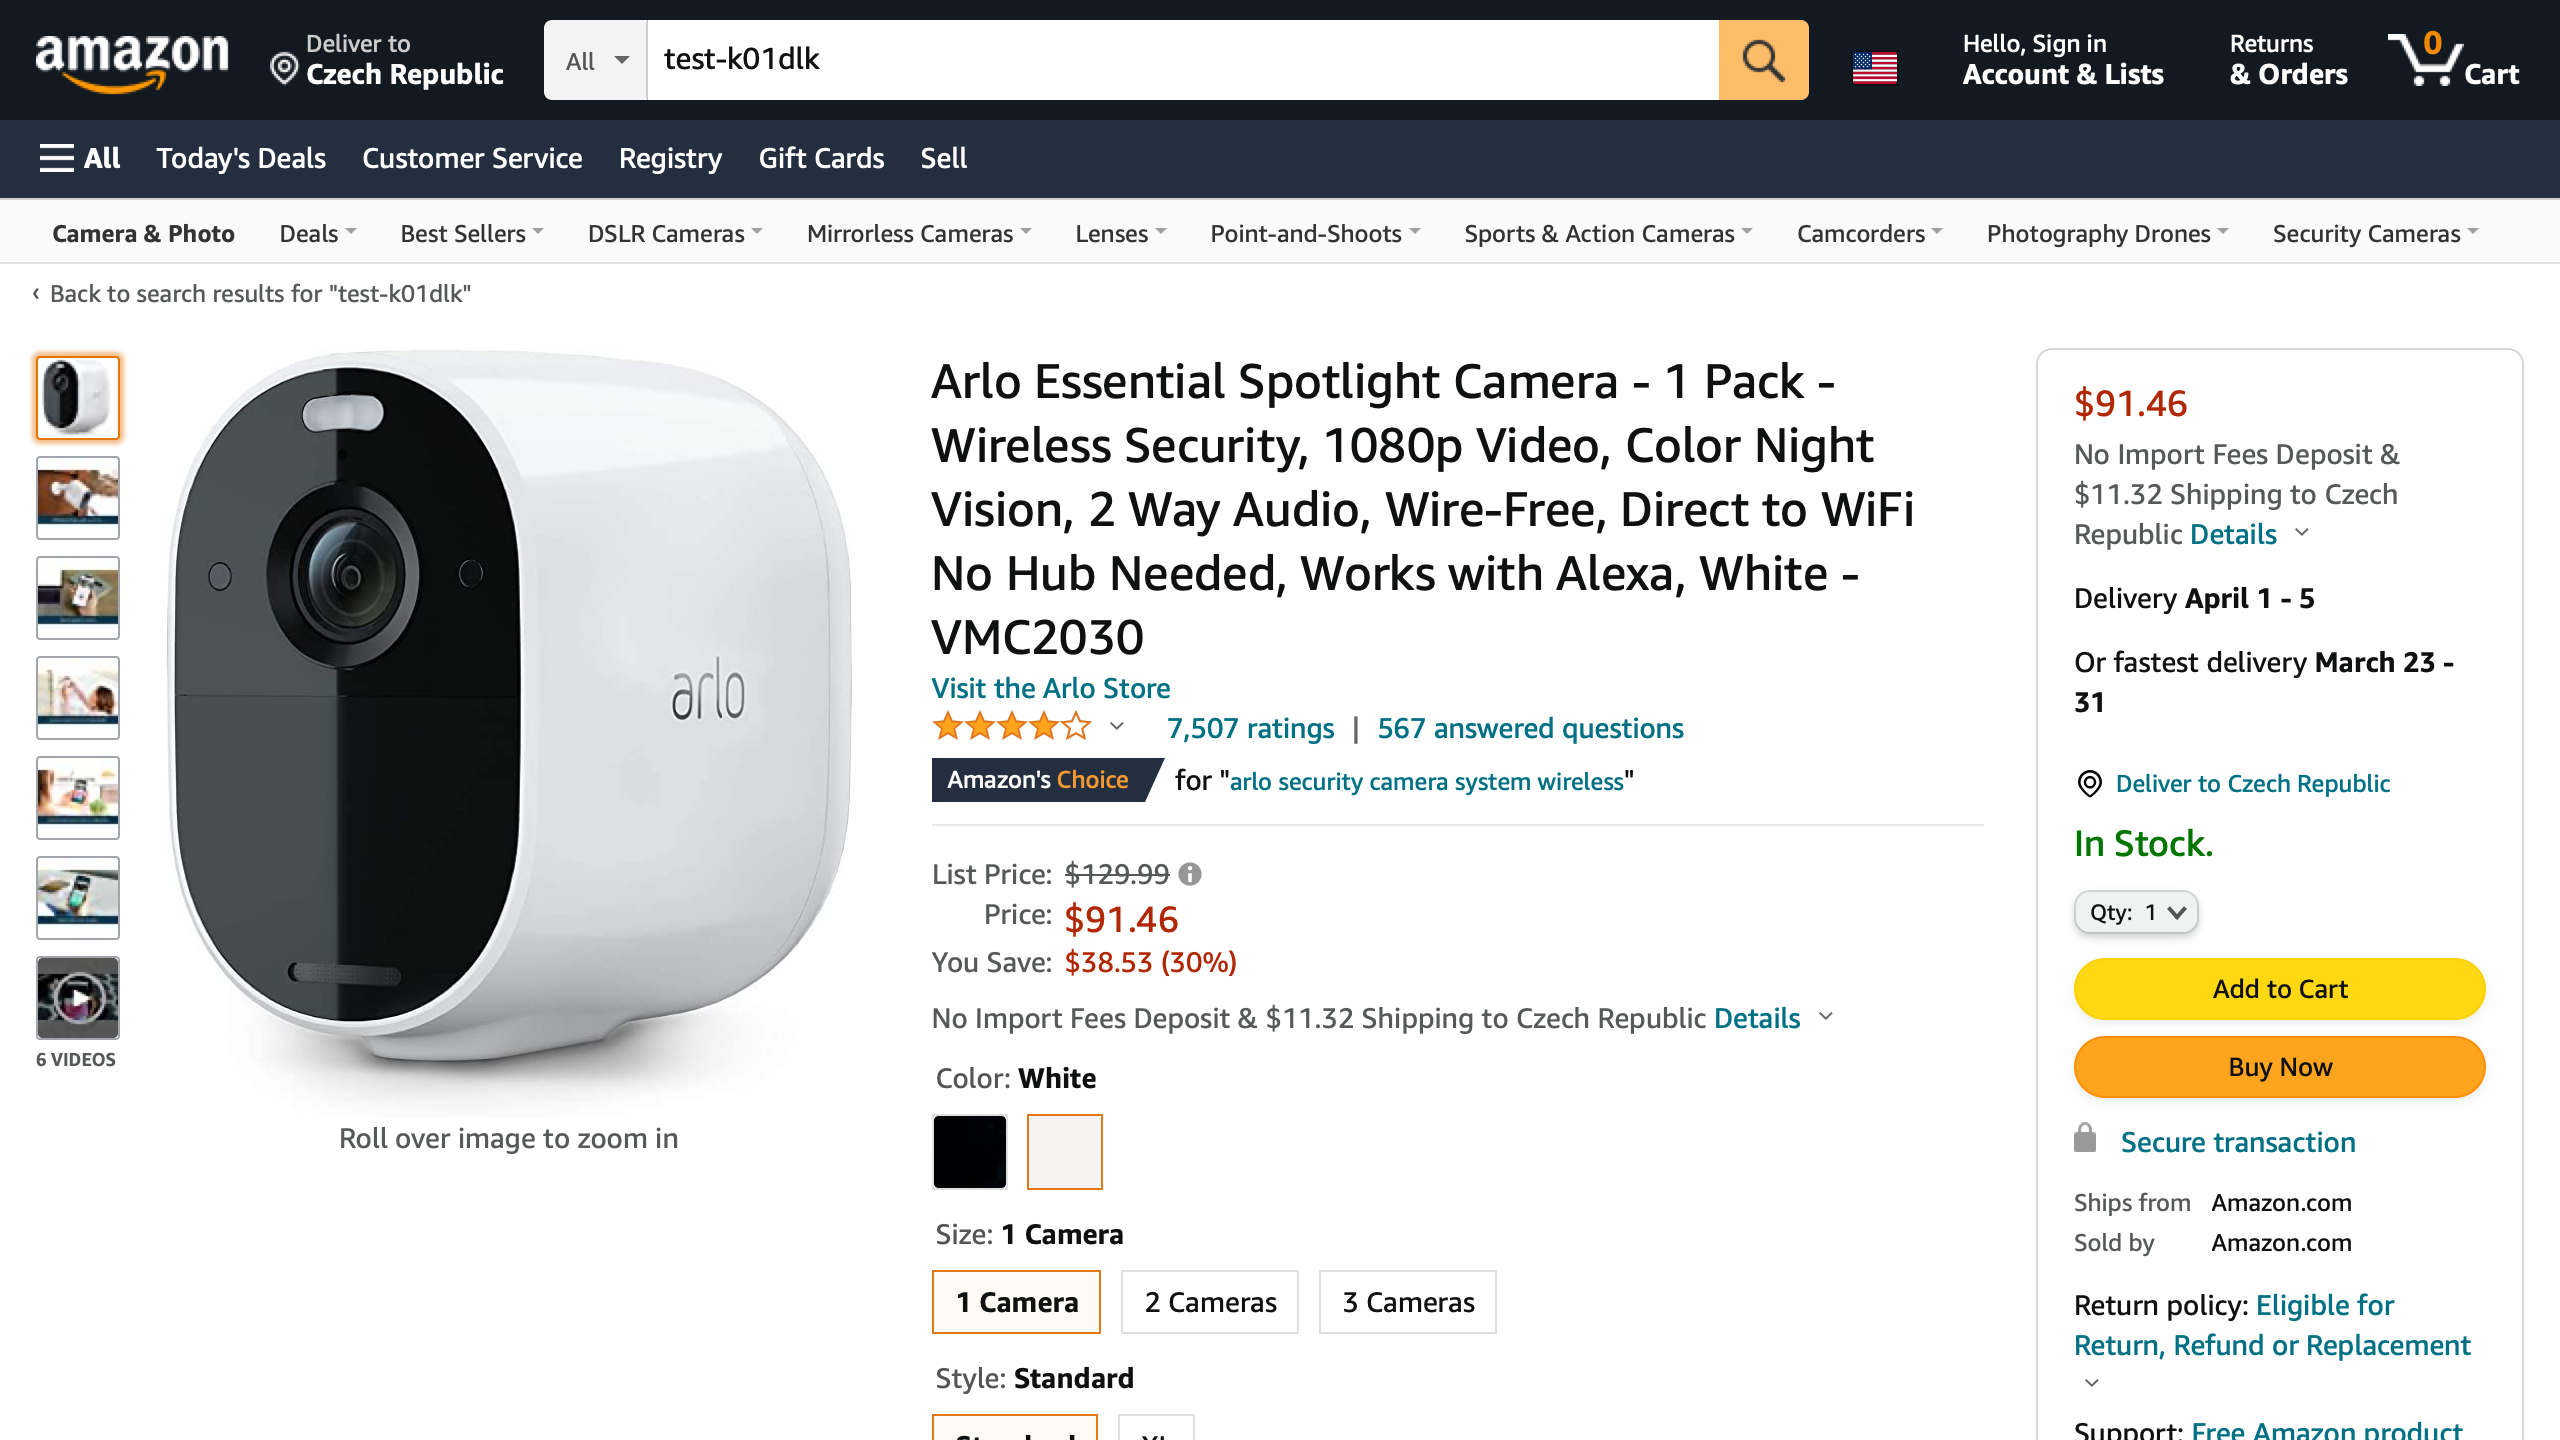 amazon
Deliver to
Czech Republic
All
test-k01dlk
Hello, Sign in
Account & Lists
Returns
& Orders
0
Cart
All
Today's Deals
Customer Service
Registry
Gift Cards
Sell
Camera & Photo
Deals
Best Sellers
DSLR Cameras
Mirrorless Cameras
Lenses
Point-and-Shoots
Sports & Action Cameras
Camcorders
Photography Drones
Security Cameras
‹ Back to search results for "test-k01dlk"
6 VIDEOS
arlo
Roll over image to zoom in
Arlo Essential Spotlight Camera - 1 Pack -
Wireless Security, 1080p Video, Color Night
Vision, 2 Way Audio, Wire-Free, Direct to WiFi
No Hub Needed, Works with Alexa, White -
VMC2030
Visit the Arlo Store
7,507 ratings | 567 answered questions
Amazon's Choice for "arlo security camera system wireless"
List Price: $129.99
Price: $91.46
You Save: $38.53 (30%)
No Import Fees Deposit & $11.32 Shipping to Czech Republic Details
Color: White
Size: 1 Camera
1 Camera
2 Cameras
3 Cameras
Style: Standard
Standard
XL
$91.46
No Import Fees Deposit &
$11.32 Shipping to Czech
Republic Details
Delivery April 1 - 5
Or fastest delivery March 23 -
31
Deliver to Czech Republic
In Stock.
Qty: 1
Add to Cart
Buy Now
Secure transaction
Ships from Amazon.com
Sold by Amazon.com
Return policy: Eligible for
Return, Refund or Replacement
Support: Free Amazon product